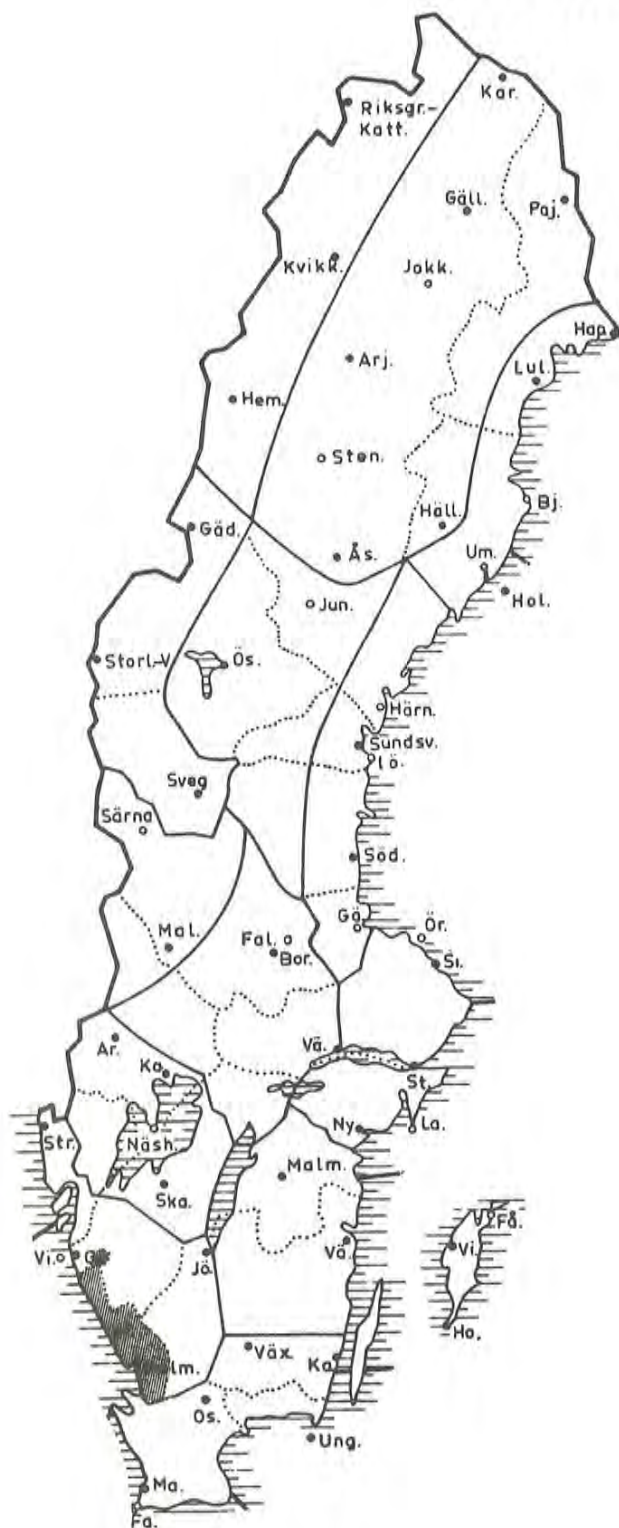 Kar.
Riksgr.-
Katt.
Gäll.
Paj.
Kvikk.
Jokk.
Hap.
Arj.
Lul.
Hem.
Sten.
Bj.
Häll.
Gäd.
Ås.
Um.
Hol.
Jun.
Storl.-V.
Ös.
Härn.
Sundsv.
Lö.
Sveg
Särna
Söd.
Gä.
Ör.
Mal.
Fal.
Bor.
Ar.
Vä.
Ka.
St.
Str.
Näsh.
Ny.
La.
Malm.
Ska.
Få.
Vi.
G
Jö.
Vä.
Vi.
Ho.
lm.
Väx.
Ka.
Os.
Ung.
Ma.
Fa.